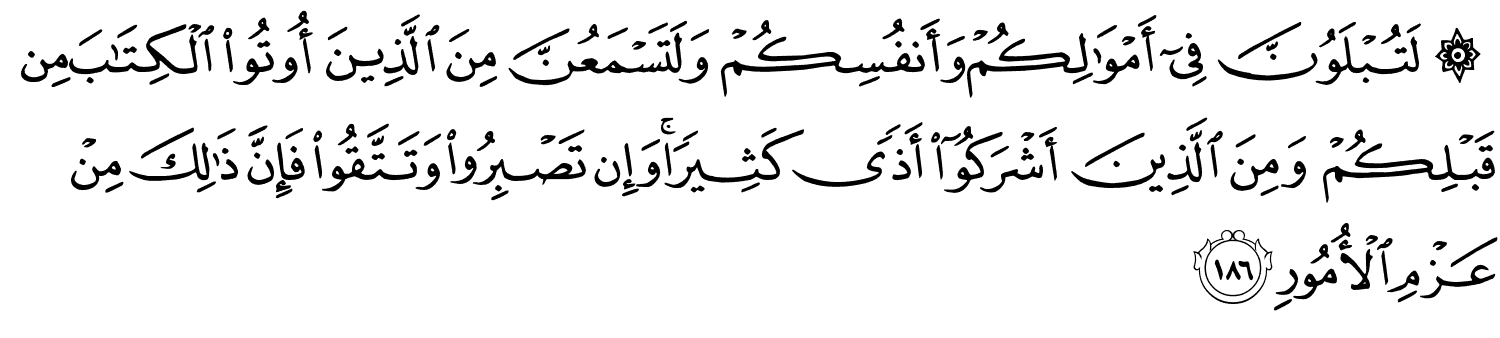 ۞ لَتُبْلَوُنَّ فِىٓ أَمْوَٰلِكُمْ وَأَنفُسِكُمْ وَلَتَسْمَعُنَّ مِنَ ٱلَّذِينَ أُوتُوا۟ ٱلْكِتَـٰبَ مِن
قَبْلِكُمْ وَمِنَ ٱلَّذِينَ أَشْرَكُوٓا۟ أَذًى كَثِيرًا ۚ وَإِن تَصْبِرُوا۟ وَتَتَّقُوا۟ فَإِنَّ ذَٰلِكَ مِنْ
عَزْمِ ٱلْأُمُورِ ١٨٦